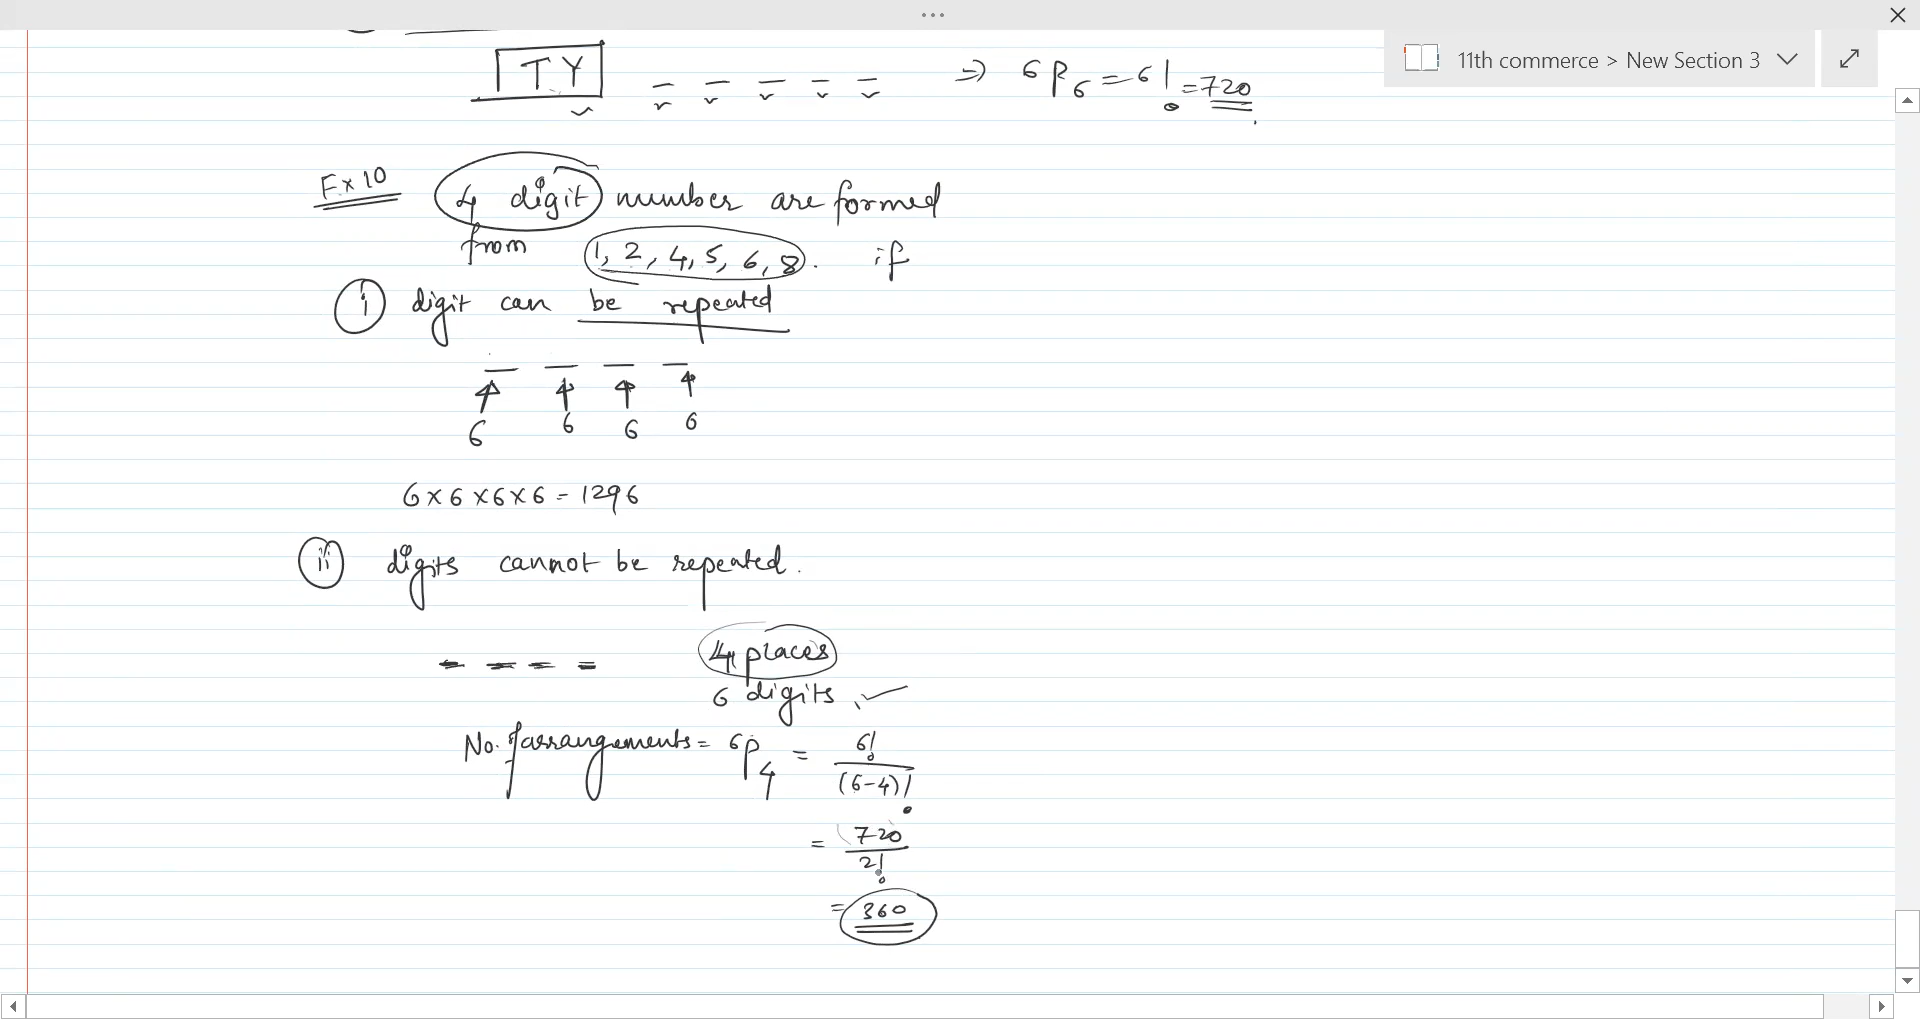 11th commerce > New Section 3
TY _ _ _ _ _ ⇒ ⁶P₆ = 6! = 720
Ex 10 4 digit number are formed
from 1, 2, 4, 5, 6, 8. if
i digit can be repeated
6 6 6 6
6 × 6 × 6 × 6 = 1296
ii digits cannot be repeated.
_ _ _ _ 4 places
6 digits ✓
No. of arrangements = ⁶P₄ = 6! / (6-4)!
= 720 / 2!
= 360